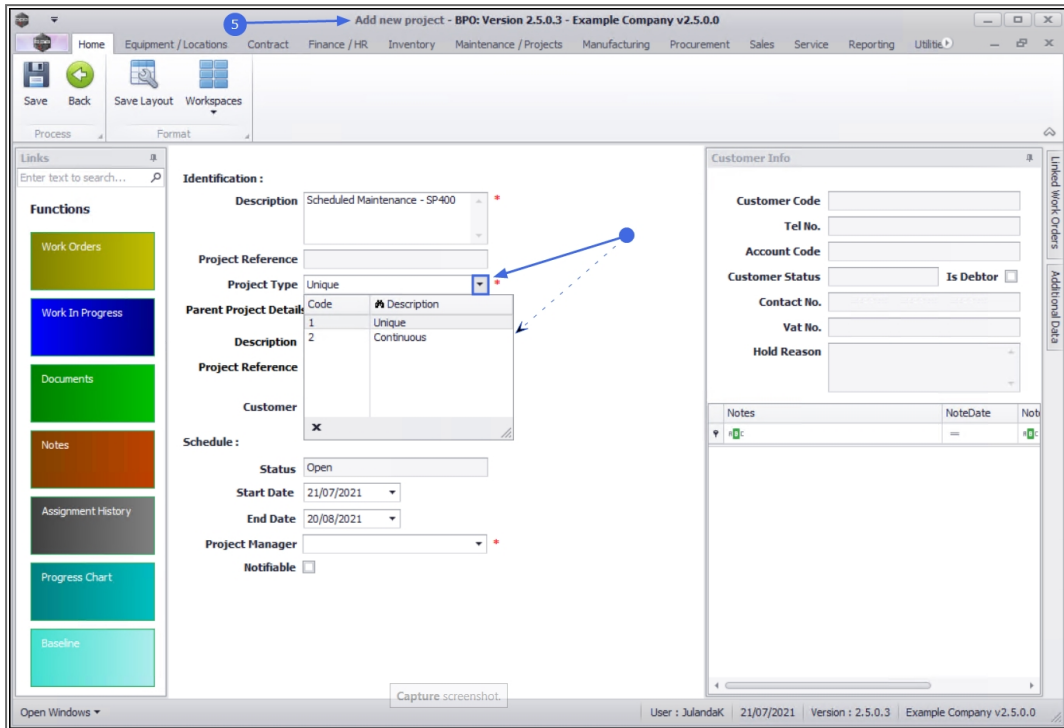 5
Add new project - BPO: Version 2.5.0.3 - Example Company v2.5.0.0
Home Equipment / Locations Contract Finance / HR Inventory Maintenance / Projects Manufacturing Procurement Sales Service Reporting
Save Back Save Layout Workspaces
Process Format
Links
Enter text to search...
Functions
Work Orders
Work In Progress
Documents
Notes
Assignment History
Progress Chart
Baseline
Identification :
Description Scheduled Maintenance - SP400 *
Project Reference
Project Type Unique *
Code Description
1 Unique
2 Continuous
Parent Project Details
Description
Project Reference
Customer
x
Schedule :
Status Open
Start Date 21/07/2021
End Date 20/08/2021
Project Manager *
Notifiable
Customer Info
Customer Code
Tel No.
Account Code
Customer Status Is Debtor
Contact No.
Vat No.
Hold Reason
Notes NoteDate
=
Linked Work Orders
Additional Data
Capture screenshot.
Open Windows User : JulandaK 21/07/2021 Version : 2.5.0.3 Example Company v2.5.0.0